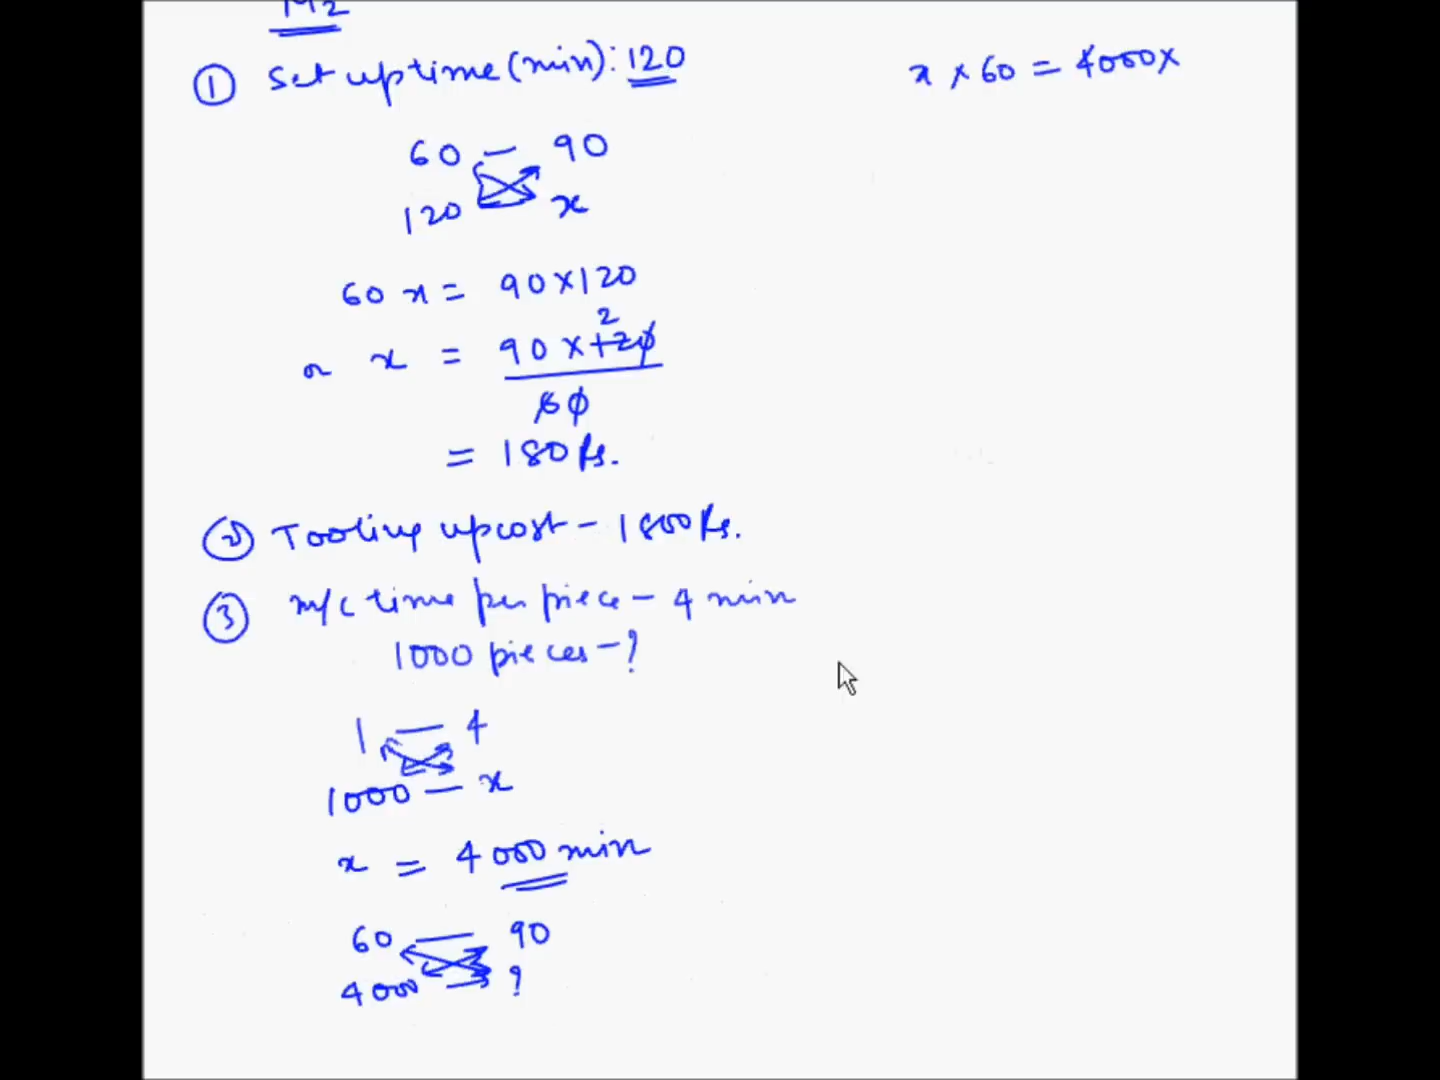 M2
① Set up time (min): 120
x × 60 = 4000 ×
60 — 90
120 x
60 x = 90 × 120
or x = 90 × 120
2
60
= 180 Rs.
② Tooling up cost - 1800 Rs.
③ M/C time per piece - 4 min
1000 pieces - ?
1 — 4
1000 — x
x = 4000 min
60 — 90
4000 ?